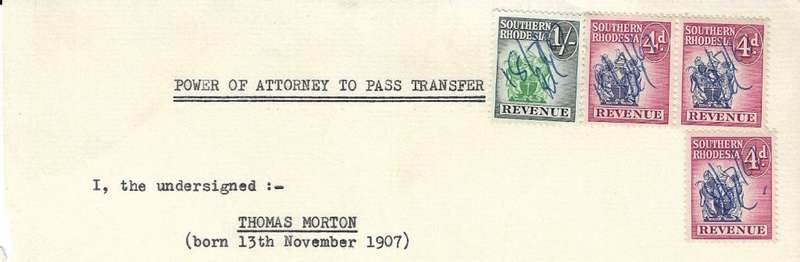 SOUTHERN RHODESIA 1/- REVENUE
SOUTHERN RHODESIA 4d. REVENUE
SOUTHERN RHODESIA 4d. REVENUE
POWER OF ATTORNEY TO PASS TRANSFER
SOUTHERN RHODESIA 4d. REVENUE
I, the undersigned :-
THOMAS MORTON
(born 13th November 1907)